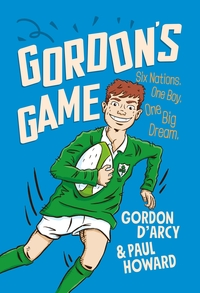 GORDON'S
GAME
Six Nations.
One Boy.
One Big
Dream.
GORDON
D'ARCY
& PAUL
HOWARD